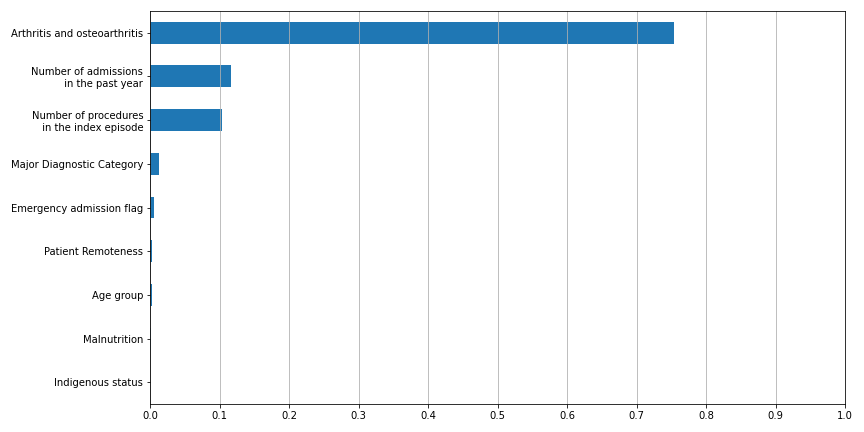 Arthritis and osteoarthritis
Number of admissions
in the past year
Number of procedures
in the index episode
Major Diagnostic Category
Emergency admission flag
Patient Remoteness
Age group
Malnutrition
Indigenous status
0.0 0.1 0.2 0.3 0.4 0.5 0.6 0.7 0.8 0.9 1.0